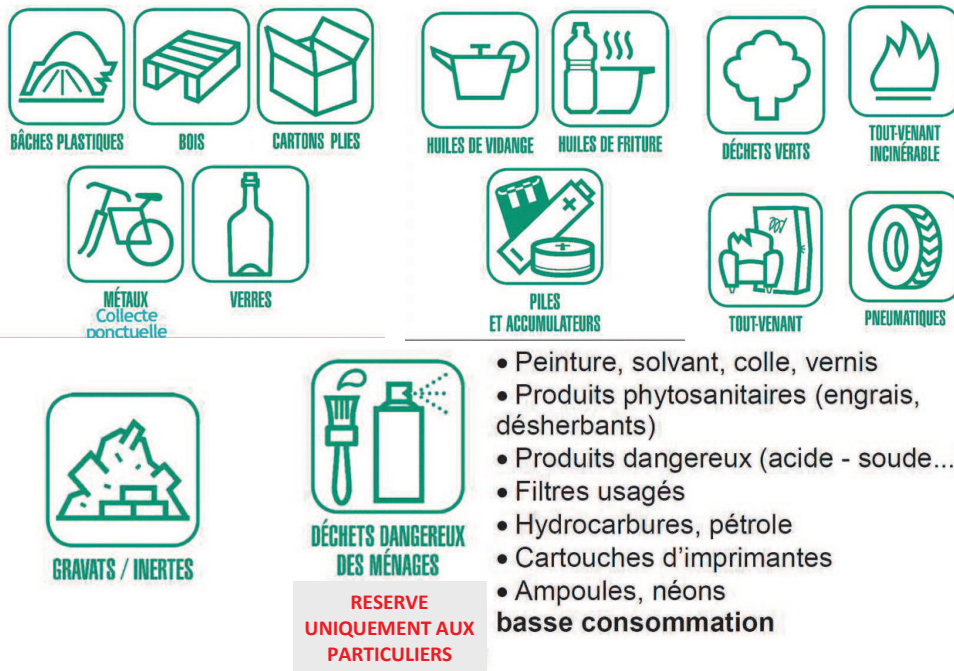 BÂCHES PLASTIQUES
BOIS
CARTONS PLIES
HUILES DE VIDANGE
HUILES DE FRITURE
DÉCHETS VERTS
TOUT-VENANT
INCINÉRABLE
MÉTAUX
Collecte
ponctuelle
VERRES
PILES
ET ACCUMULATEURS
TOUT-VENANT
PNEUMATIQUES
GRAVATS / INERTES
DÉCHETS DANGEREUX
DES MÉNAGES
RESERVE
UNIQUEMENT AUX
PARTICULIERS
• Peinture, solvant, colle, vernis
• Produits phytosanitaires (engrais,
désherbants)
• Produits dangereux (acide - soude...
• Filtres usagés
• Hydrocarbures, pétrole
• Cartouches d'imprimantes
• Ampoules, néons
basse consommation